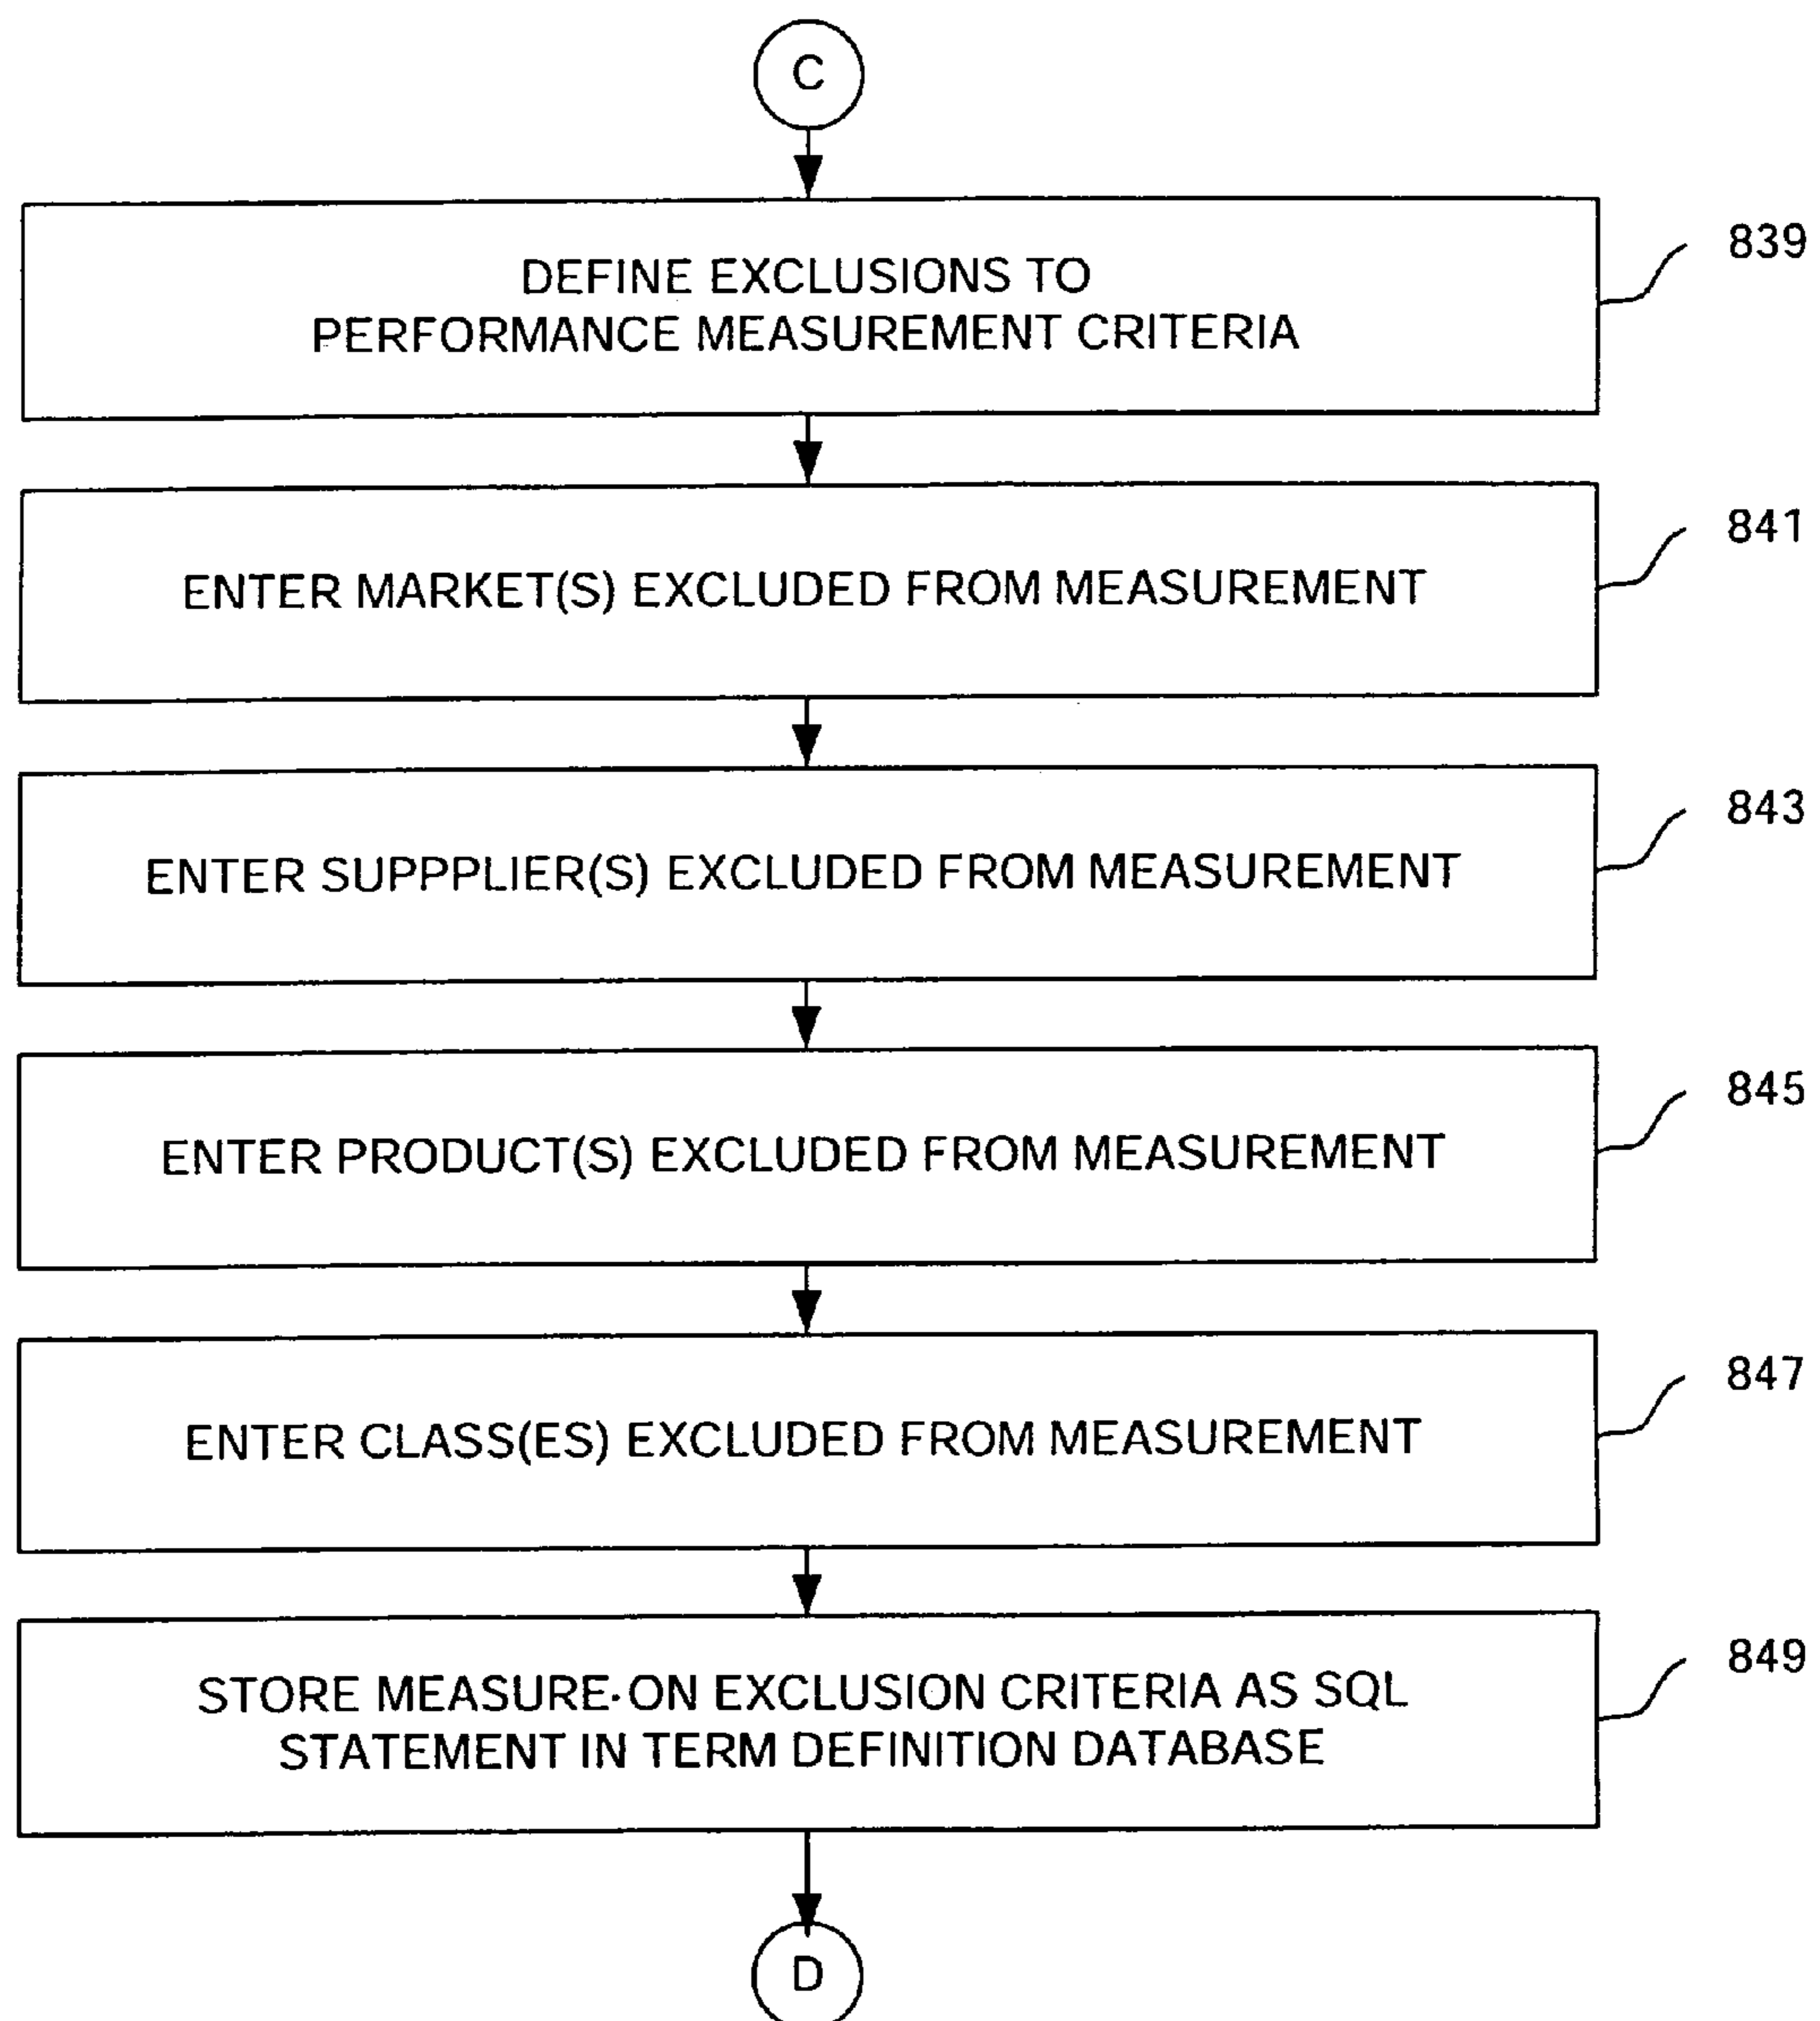 C
DEFINE EXCLUSIONS TO
PERFORMANCE MEASUREMENT CRITERIA
839
ENTER MARKET(S) EXCLUDED FROM MEASUREMENT
841
ENTER SUPPPLIER(S) EXCLUDED FROM MEASUREMENT
843
ENTER PRODUCT(S) EXCLUDED FROM MEASUREMENT
845
ENTER CLASS(ES) EXCLUDED FROM MEASUREMENT
847
STORE MEASURE-ON EXCLUSION CRITERIA AS SQL
STATEMENT IN TERM DEFINITION DATABASE
849
D